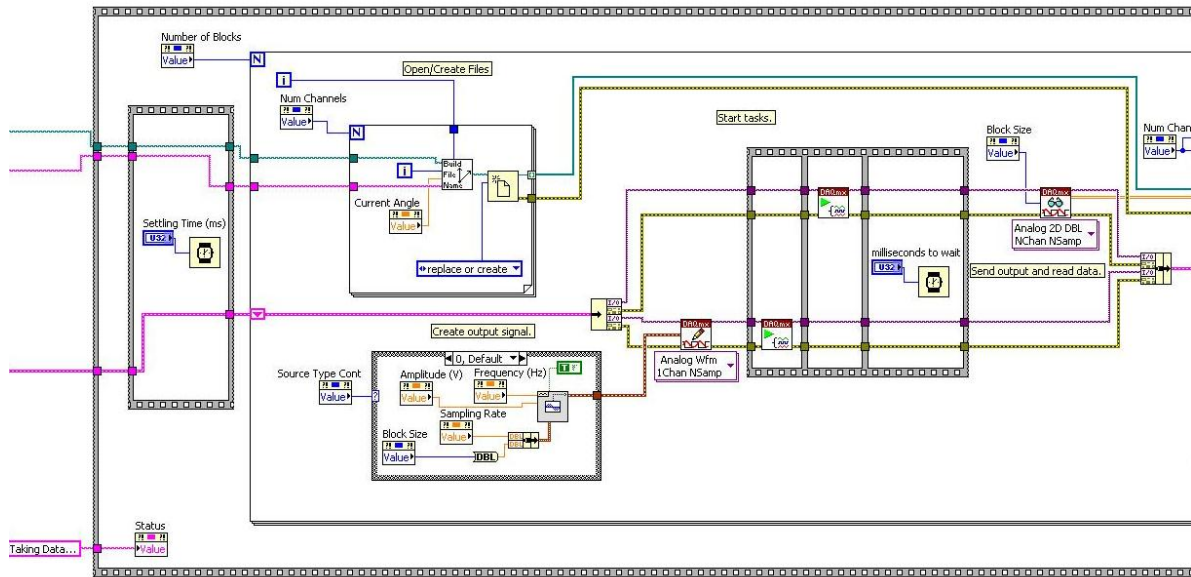 Number of Blocks
?! ?!
Value
N
i
Open/Create Files
Num Channels
?! ?!
Value
N
Build
File
Name
i
Current Angle
?! ?!
Value
replace or create
Settling Time (ms)
U32
Start tasks.
Block Size
?! ?!
Value
Num Chan
?! ?!
Value
DAQmx
DAQmx
Analog 2D DBL
NChan NSamp
milliseconds to wait
U32
Send output and read data.
I/O
I/O
I/O
I/O
Create output signal.
DAQmx
DAQmx
Analog Wfm
1Chan NSamp
0, Default
Source Type Cont
?! ?!
Value
?
Amplitude (V)
?! ?!
Value
Frequency (Hz)
?! ?!
Value
T F
Sampling Rate
?! ?!
Value
Block Size
?! ?!
Value
DBL
DBL
DBL
Status
?! ?!
Value
Taking Data...